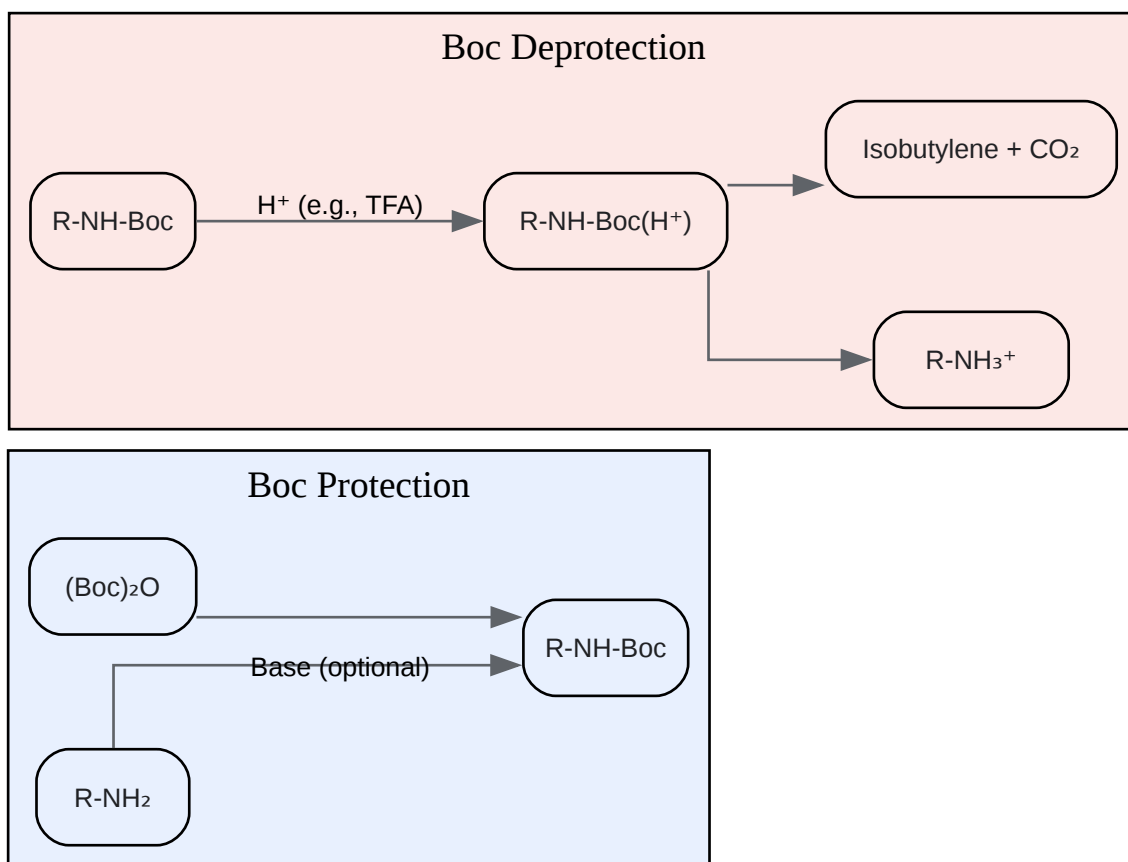 Boc Deprotection
Isobutylene + CO₂
R-NH-Boc
H⁺ (e.g., TFA)
R-NH-Boc(H⁺)
R-NH₃⁺
Boc Protection
(Boc)₂O
R-NH-Boc
Base (optional)
R-NH₂